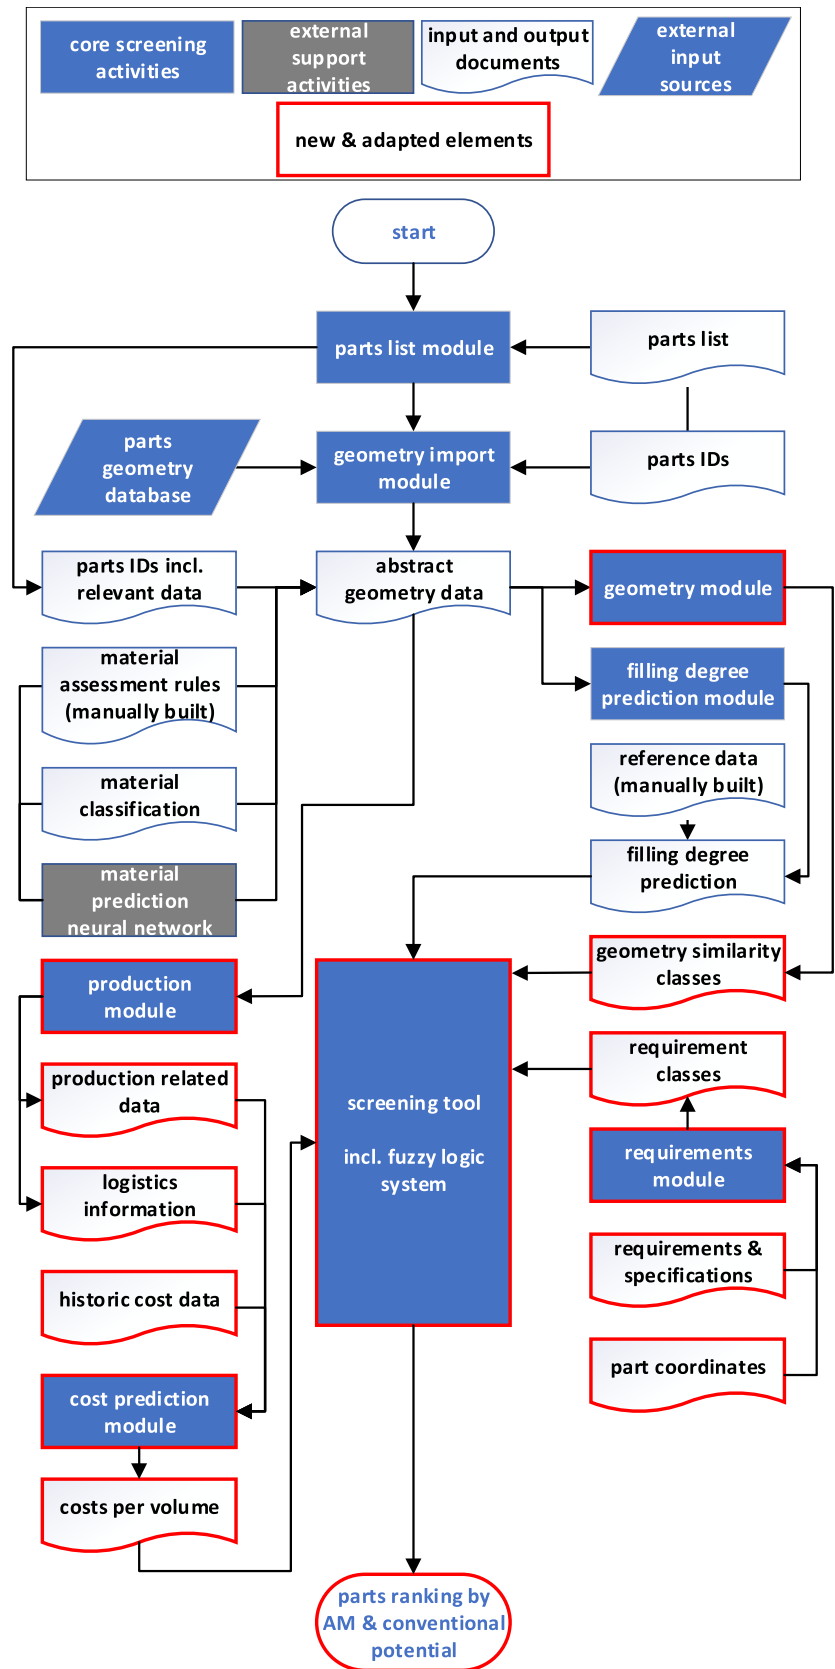 core screening
activities
external
support
activities
input and output
documents
external
input
sources
new & adapted elements
start
parts list module
parts list
parts
geometry
database
geometry import
module
parts IDs
parts IDs incl.
relevant data
abstract
geometry data
geometry module
material
assessment rules
(manually built)
filling degree
prediction module
material
classification
reference data
(manually built)
material
prediction
neural network
filling degree
prediction
production
module
geometry similarity
classes
production related
data
screening tool
incl. fuzzy logic
system
requirement
classes
logistics
information
requirements
module
historic cost data
requirements &
specifications
cost prediction
module
part coordinates
costs per volume
parts ranking by
AM & conventional
potential